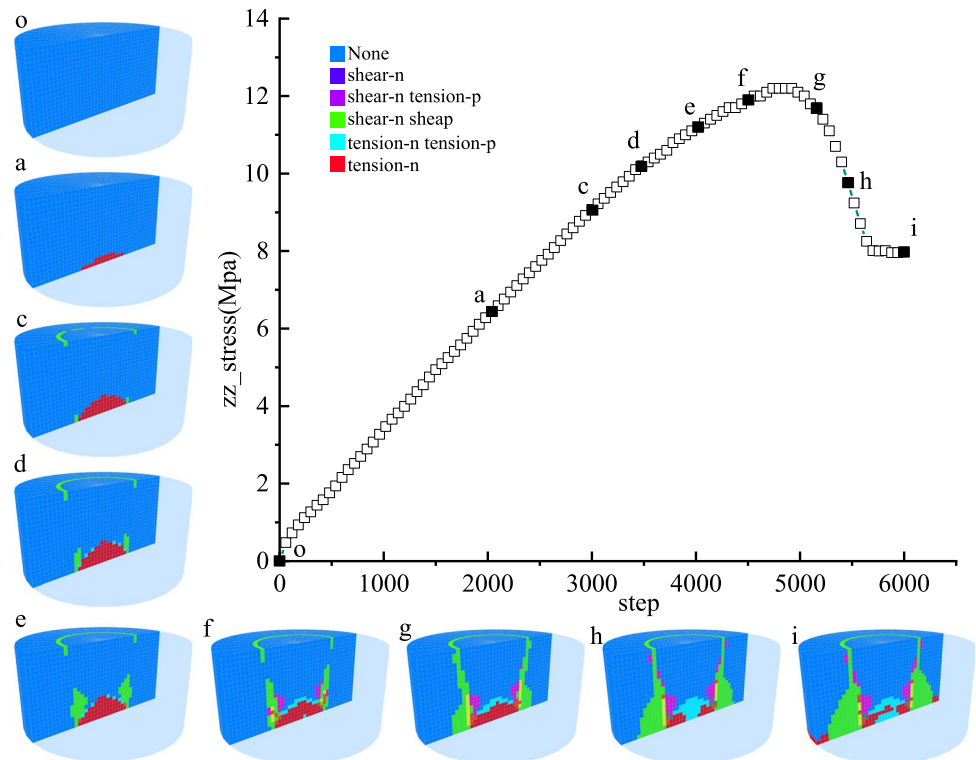 o
a
c
d
e
f
g
h
i
14
12
10
8
6
4
2
0
zz_stress(Mpa)
None
shear-n
shear-n tension-p
shear-n sheap
tension-n tension-p
tension-n
o
a
c
d
e
f
g
h
i
0
1000
2000
3000
4000
5000
6000
step